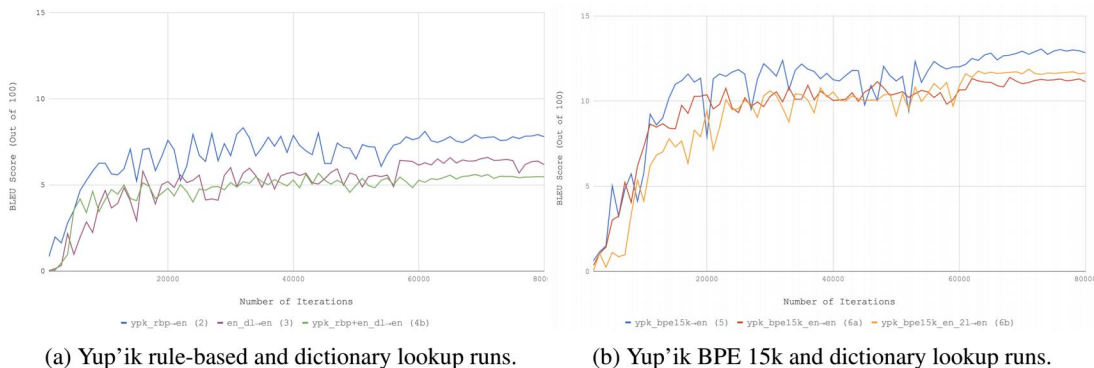 15
10
5
0
BLEU Score (Out of 100)
20000
40000
60000
8000
Number of Iterations
ypk_rbp→en (2)
en_dl→en (3)
ypk_rbp+en_dl→en (4b)
(a) Yup'ik rule-based and dictionary lookup runs.
15
10
5
0
BLEU Score (Out of 100)
20000
40000
60000
80000
Number of Iterations
ypk_bpe15k→en (5)
ypk_bpe15k_en→en (6a)
ypk_bpe15k_en_2l→en (6b)
(b) Yup'ik BPE 15k and dictionary lookup runs.